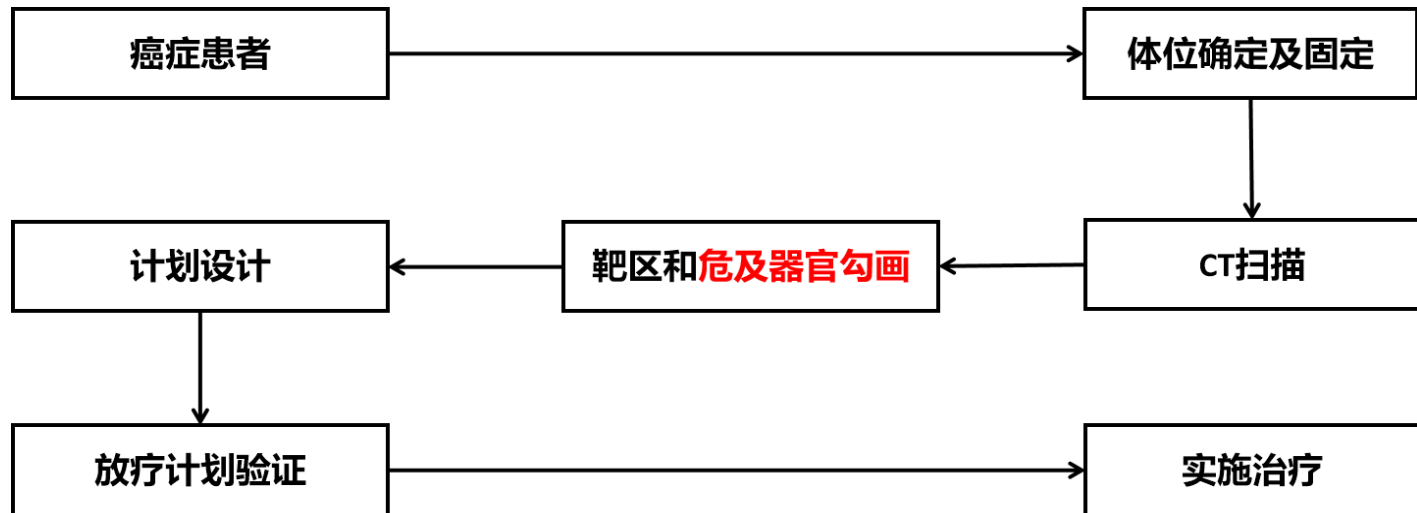 癌症患者
体位确定及固定
CT扫描
靶区和危及器官勾画
计划设计
放疗计划验证
实施治疗